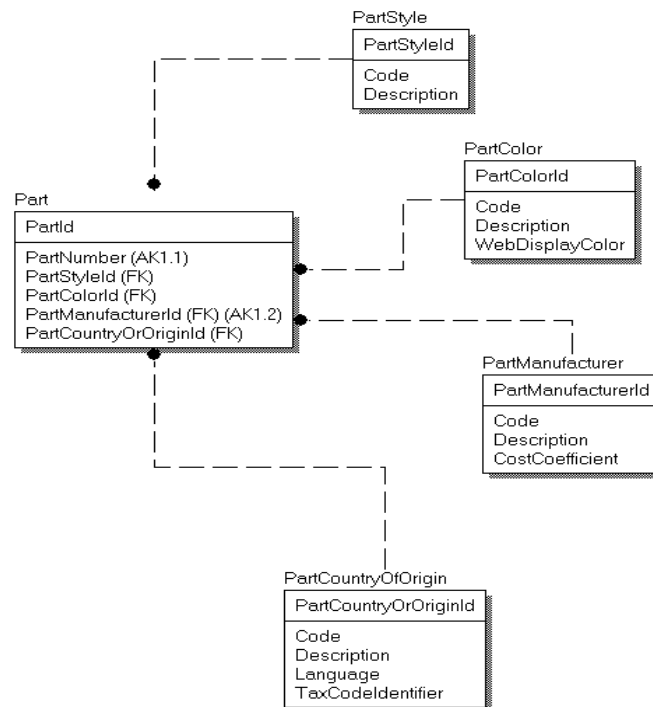 PartStyle
PartStyleId
Code
Description
PartColor
PartColorId
Code
Description
WebDisplayColor
Part
PartId
PartNumber (AK1.1)
PartStyleId (FK)
PartColorId (FK)
PartManufacturerId (FK) (AK1.2)
PartCountryOrOriginId (FK)
PartManufacturer
PartManufacturerId
Code
Description
CostCoefficient
PartCountryOfOrigin
PartCountryOrOriginId
Code
Description
Language
TaxCodeIdentifier